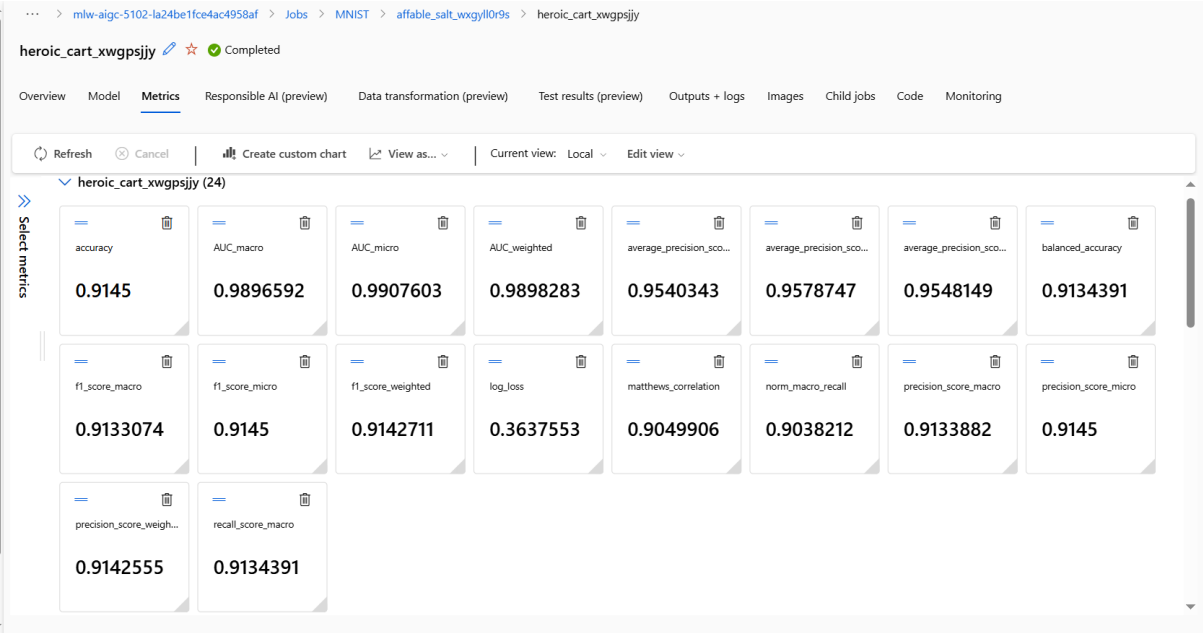 ··· > mlw-aigc-5102-la24be1fce4ac4958af > Jobs > MNIST > affable_salt_wxgyll0r9s > heroic_cart_xwgpsjjy
heroic_cart_xwgpsjjy Completed
Overview Model Metrics Responsible AI (preview) Data transformation (preview) Test results (preview) Outputs + logs Images Child jobs Code Monitoring
Refresh Cancel | Create custom chart View as... | Current view: Local Edit view
heroic_cart_xwgpsjjy (24)
Select metrics
accuracy AUC_macro AUC_micro AUC_weighted average_precision_sco... average_precision_sco... average_precision_sco... balanced_accuracy
0.9145 0.9896592 0.9907603 0.9898283 0.9540343 0.9578747 0.9548149 0.9134391
f1_score_macro f1_score_micro f1_score_weighted log_loss matthews_correlation norm_macro_recall precision_score_macro precision_score_micro
0.9133074 0.9145 0.9142711 0.3637553 0.9049906 0.9038212 0.9133882 0.9145
precision_score_weigh... recall_score_macro
0.9142555 0.9134391